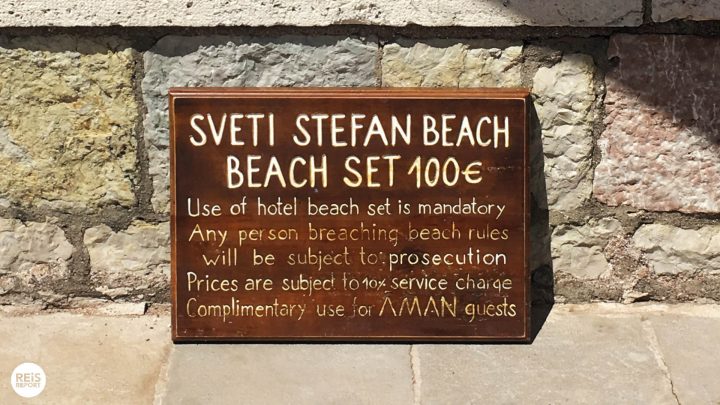 SVETI STEFAN BEACH
BEACH SET 100€
Use of hotel beach set is mandatory
Any person breaching beach rules
will be subject to prosecution
Prices are subject to 10% service charge
Complimentary use for AMAN guests
REiS
REPORT